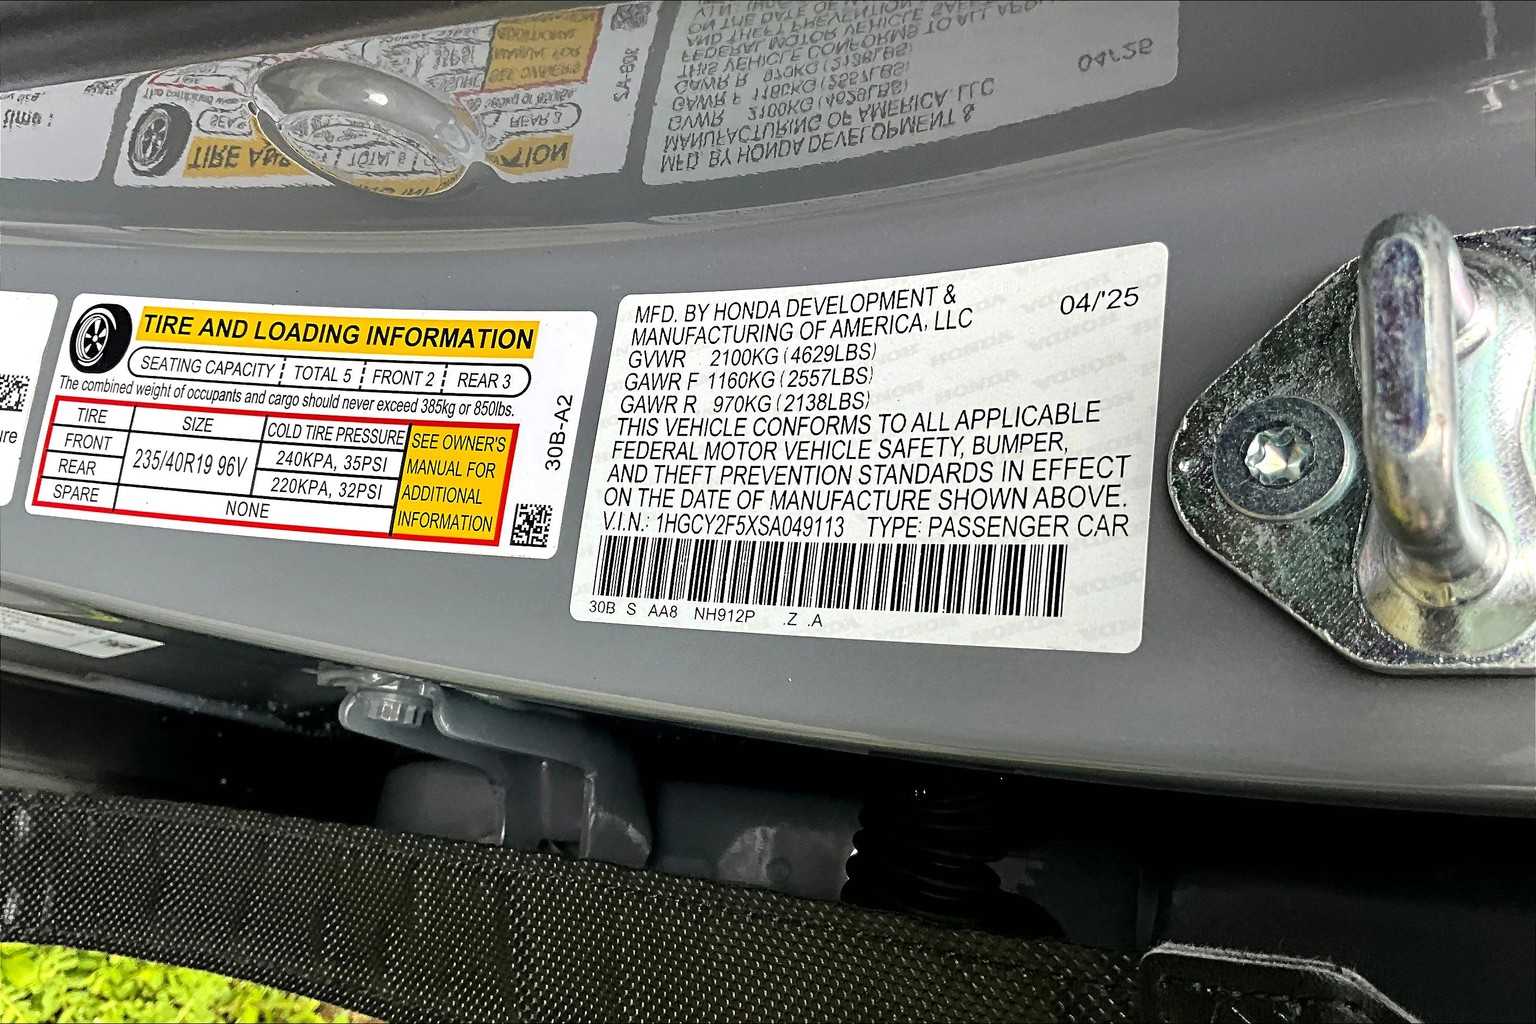 time :
TIRE AND LOADING INFORMATION
SEATING CAPACITY TOTAL 5 FRONT 2 REAR 3
The combined weight of occupants and cargo should never exceed 385kg or 850lbs.
TIRE SIZE COLD TIRE PRESSURE
FRONT 235/40R19 96V 240KPA, 35PSI
REAR 220KPA, 32PSI
SPARE NONE
SEE OWNER'S
MANUAL FOR
ADDITIONAL
INFORMATION
30B-A2
MFD. BY HONDA DEVELOPMENT &
MANUFACTURING OF AMERICA, LLC
04/'25
GVWR 2100KG (4629LBS)
GAWR F 1160KG (2557LBS)
GAWR R 970KG (2138LBS)
THIS VEHICLE CONFORMS TO ALL APPLICABLE
FEDERAL MOTOR VEHICLE SAFETY, BUMPER,
AND THEFT PREVENTION STANDARDS IN EFFECT
ON THE DATE OF MANUFACTURE SHOWN ABOVE.
V.I.N.: 1HGCY2F5XSA049113 TYPE: PASSENGER CAR
30B S AA8 NH912P .Z .A